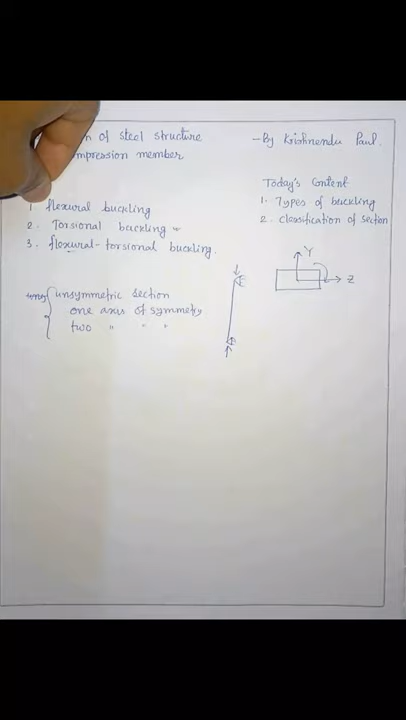 n of steel structure
- By Krishnendu Paul.
mpression member
Today's Content
1. Types of buckling
2. Classification of section
1. flexural buckling
2. Torsional buckling
3. flexural-torsional buckling.
Y
Z
unsymmetric section
one axis of symmetry
two " " "